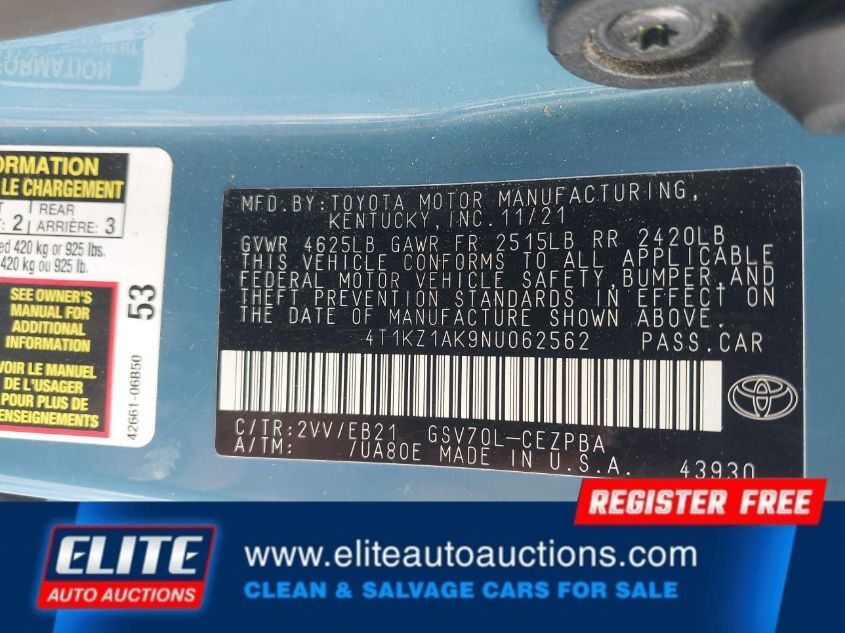 FORMATION
ORMATION
LE CHARGEMENT
1 REAR
2 ARRIÈRE: 3
ed 420 kg or 925 lbs.
420 kg ou 925 lb.
SEE OWNER'S
MANUAL FOR
ADDITIONAL
INFORMATION
VOIR LE MANUEL
DE L'USAGER
POUR PLUS DE
RENSEIGNEMENTS
53
42661-06B50
MFD.BY:TOYOTA MOTOR MANUFACTURING,
KENTUCKY,INC.11/21
GVWR 4625LB GAWR FR 2515LB RR 2420LB
THIS VEHICLE CONFORMS TO ALL APPLICABLE
FEDERAL MOTOR VEHICLE SAFETY,BUMPER,AND
THEFT PREVENTION STANDARDS IN EFFECT ON
THE DATE OF MANUFACTURE SHOWN ABOVE.
4T1KZ1AK9NU062562 PASS.CAR
C/TR:2VV/EB21 GSV70L-CEZPBA
A/TM: /UA80E MADE IN U.S.A. 43930
REGISTER FREE
ELITE
AUTO AUCTIONS
www.eliteautoauctions.com
CLEAN & SALVAGE CARS FOR SALE